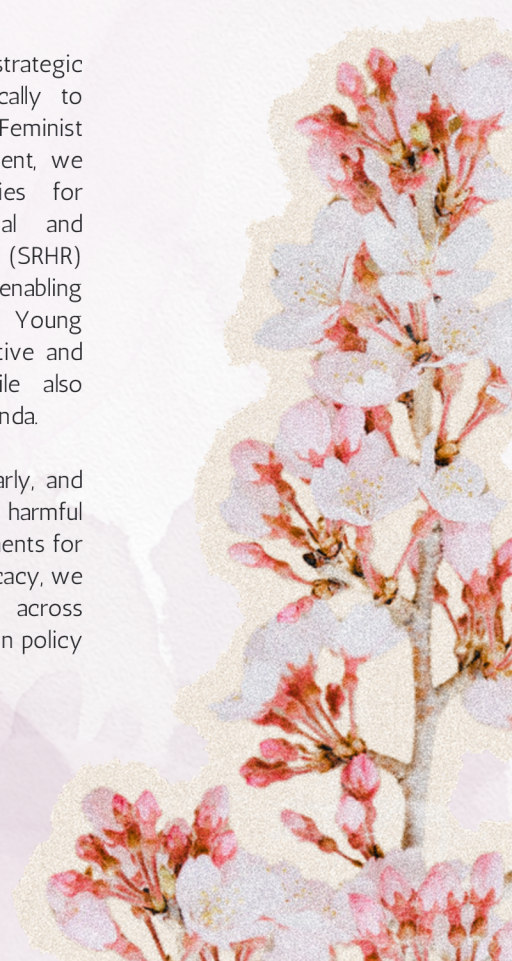 strategic
cally to
Feminist
ent, we
ies for
al and
(SRHR)
enabling
Young
tive and
ile also
nda.
arly, and
harmful
ents for
cacy, we
across
n policy